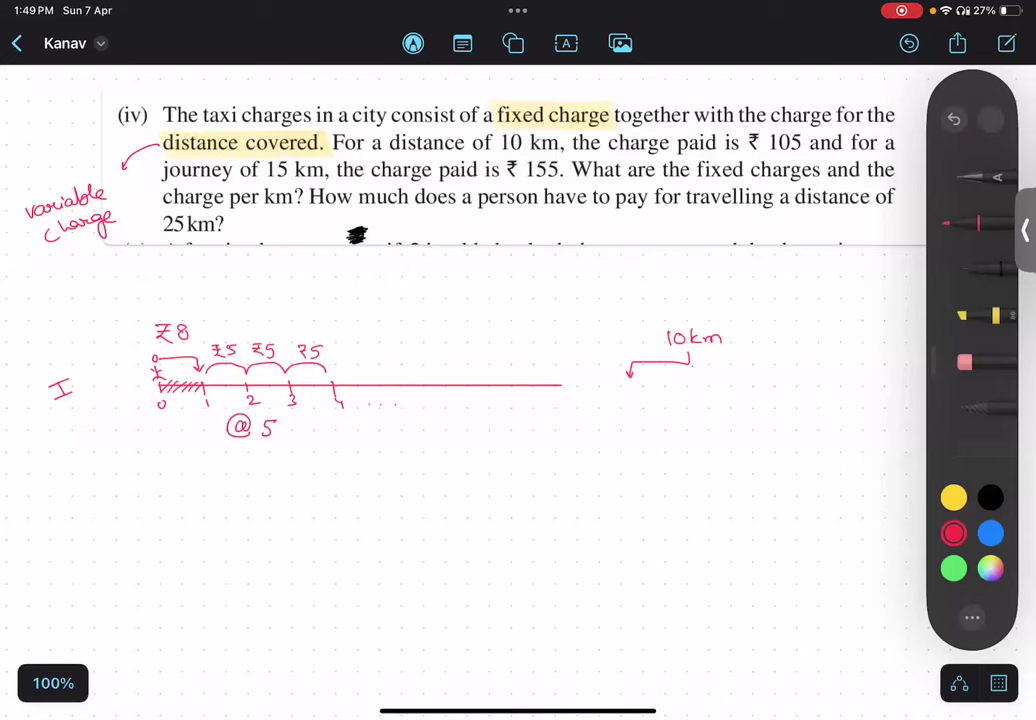 1:49 PM Sun 7 Apr
27%
Kanav
A
(iv) The taxi charges in a city consist of a fixed charge together with the charge for the
distance covered. For a distance of 10 km, the charge paid is ₹ 105 and for a
journey of 15 km, the charge paid is ₹ 155. What are the fixed charges and the
charge per km? How much does a person have to pay for travelling a distance of
25 km?
variable
charge
₹8
₹5 ₹5 ₹5
10km
I
0 1 2 3 4 ....
@ 5
100%